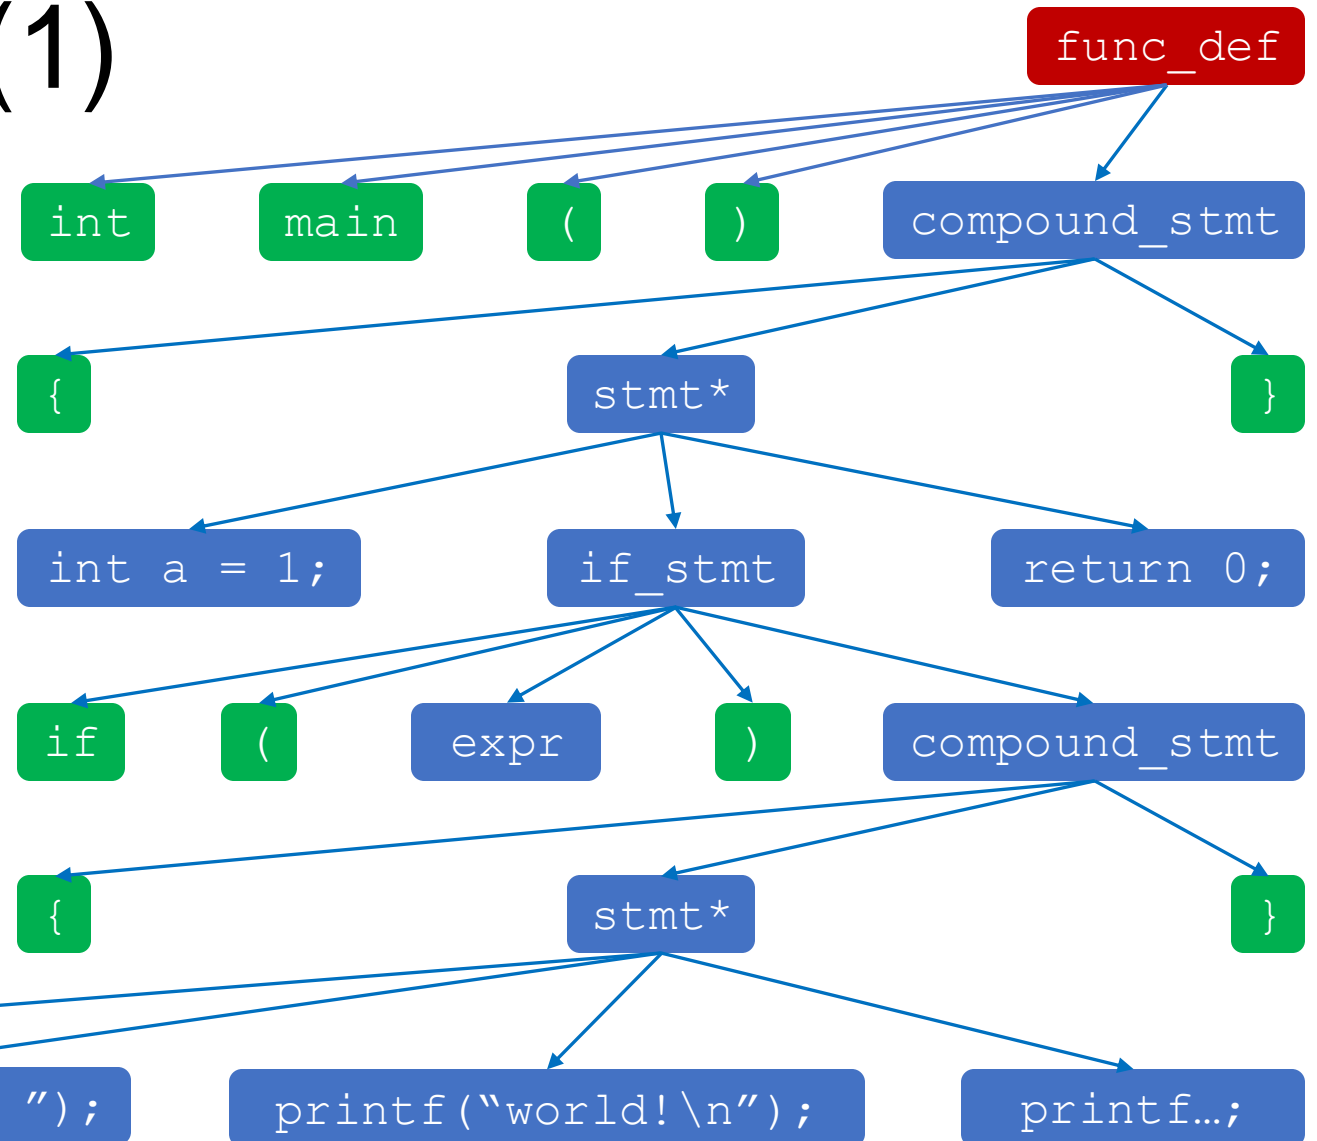 (1)
func_def
int main ( ) compound_stmt
{ stmt* }
int a = 1; if_stmt return 0;
if ( expr ) compound_stmt
{ stmt* }
″); printf(“world!\n″); printf…;